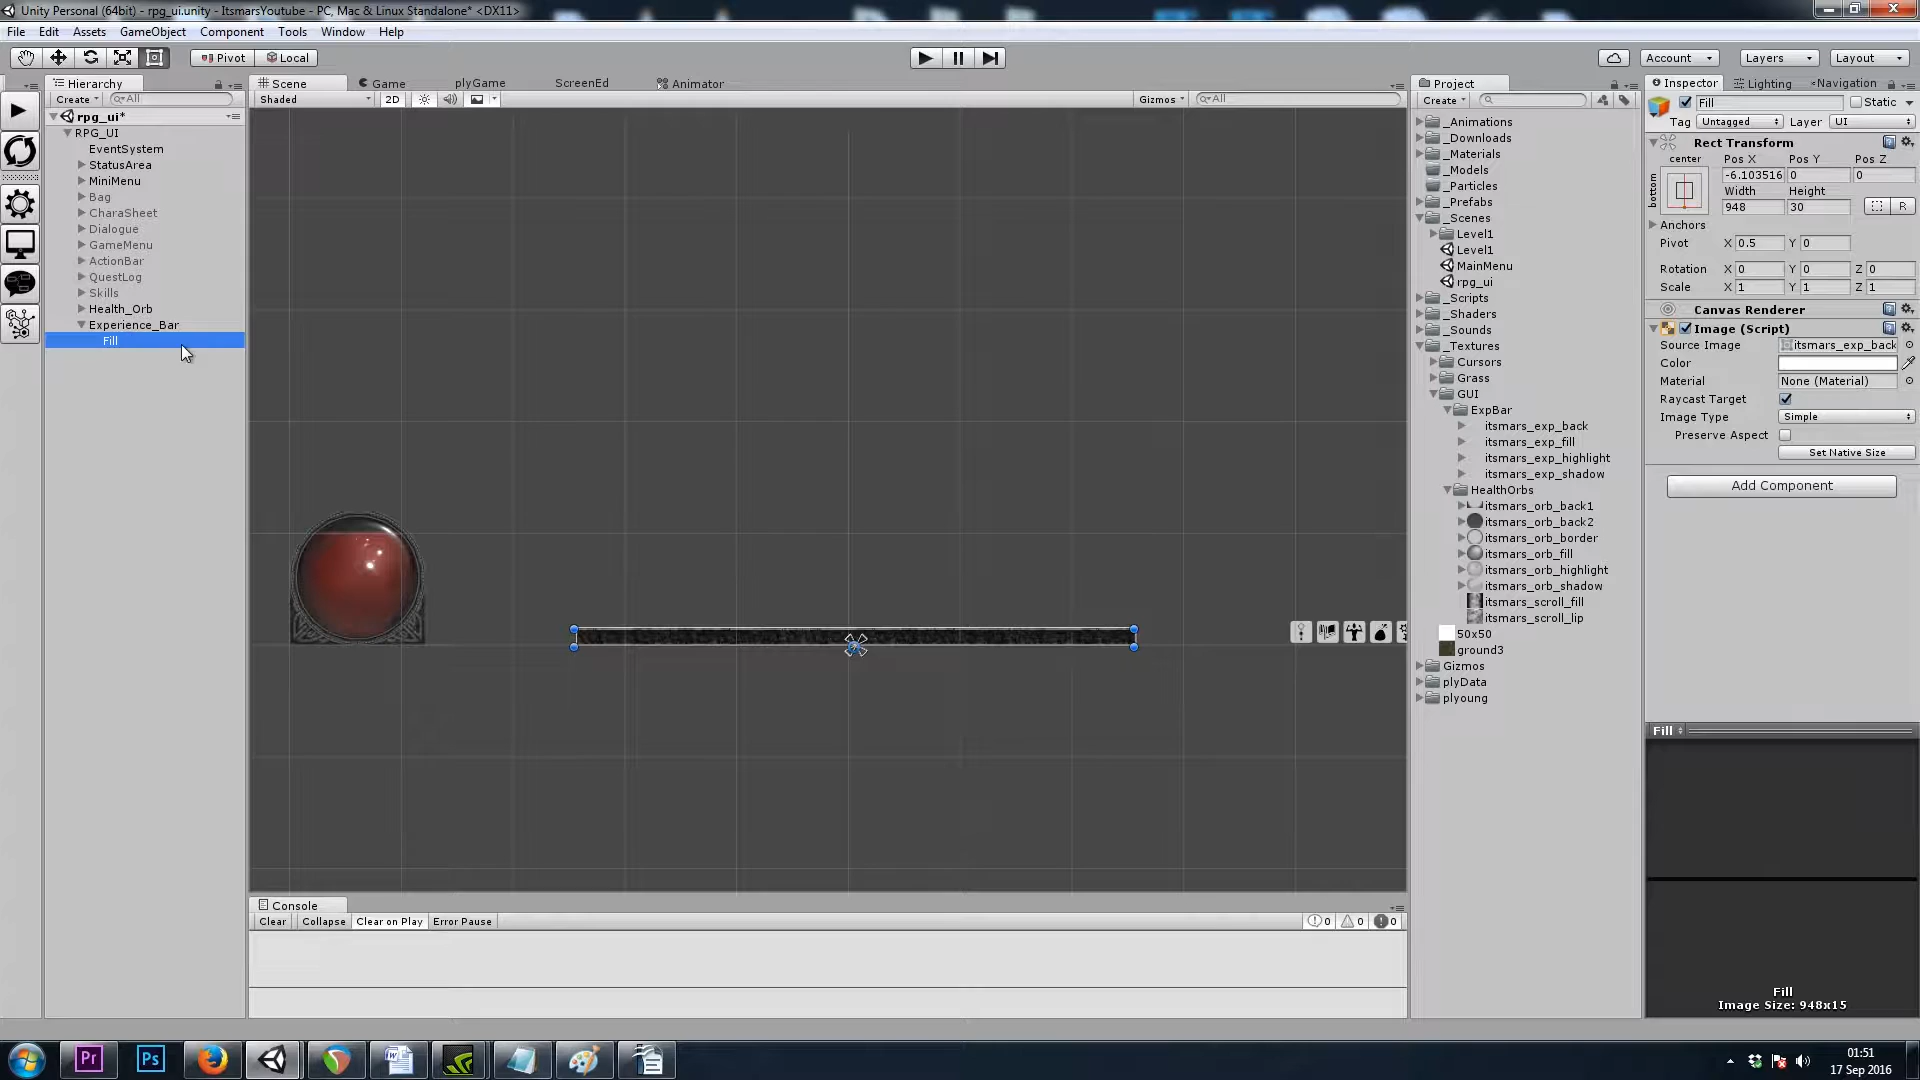 Unity Personal (64bit) - rpg_ui.unity - ItsmarsYoutube - PC, Mac & Linux Standalone* <DX11>
File Edit Assets GameObject Component Tools Window Help
Pivot Local Account Layers Layout
Hierarchy Scene Game plyGame ScreenEd Animator Project Inspector Lighting Navigation
Create All Shaded 2D Gizmos All Create
Fill Static
Tag Untagged Layer UI
rpg_ui*
RPG_UI
EventSystem
StatusArea
MiniMenu
Bag
CharaSheet
Dialogue
GameMenu
ActionBar
QuestLog
Skills
Health_Orb
Experience_Bar
Fill
Console
Clear Collapse Clear on Play Error Pause 0 0 0
_Animations
_Downloads
_Materials
_Models
_Particles
_Prefabs
_Scenes
Level1
Level1
MainMenu
rpg_ui
_Scripts
_Shaders
_Sounds
_Textures
Cursors
Grass
GUI
ExpBar
itsmars_exp_back
itsmars_exp_fill
itsmars_exp_highlight
itsmars_exp_shadow
HealthOrbs
itsmars_orb_back1
itsmars_orb_back2
itsmars_orb_border
itsmars_orb_fill
itsmars_orb_highlight
itsmars_orb_shadow
itsmars_scroll_fill
itsmars_scroll_lip
50x50
ground3
Gizmos
plyData
plyoung
Rect Transform
center Pos X Pos Y Pos Z
bottom -6.103516 0 0
Width Height
948 30 R
Anchors
Pivot X 0.5 Y 0
Rotation X 0 Y 0 Z 0
Scale X 1 Y 1 Z 1
Canvas Renderer
Image (Script)
Source Image itsmars_exp_back
Color
Material None (Material)
Raycast Target
Image Type Simple
Preserve Aspect
Set Native Size
Add Component
Fill
Fill
Image Size: 948x15
Pr Ps
01:51
17 Sep 2016